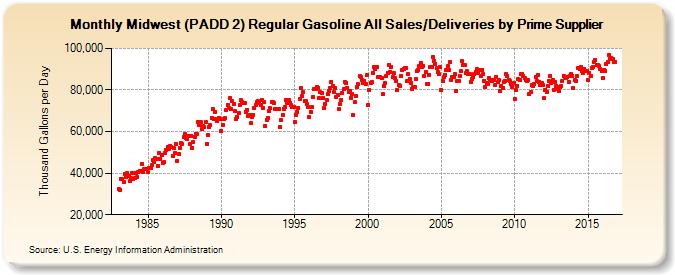 Monthly Midwest (PADD 2) Regular Gasoline All Sales/Deliveries by Prime Supplier
Thousand Gallons per Day
100,000
80,000
60,000
40,000
20,000
1985 1990 1995 2000 2005 2010 2015
Source: U.S. Energy Information Administration